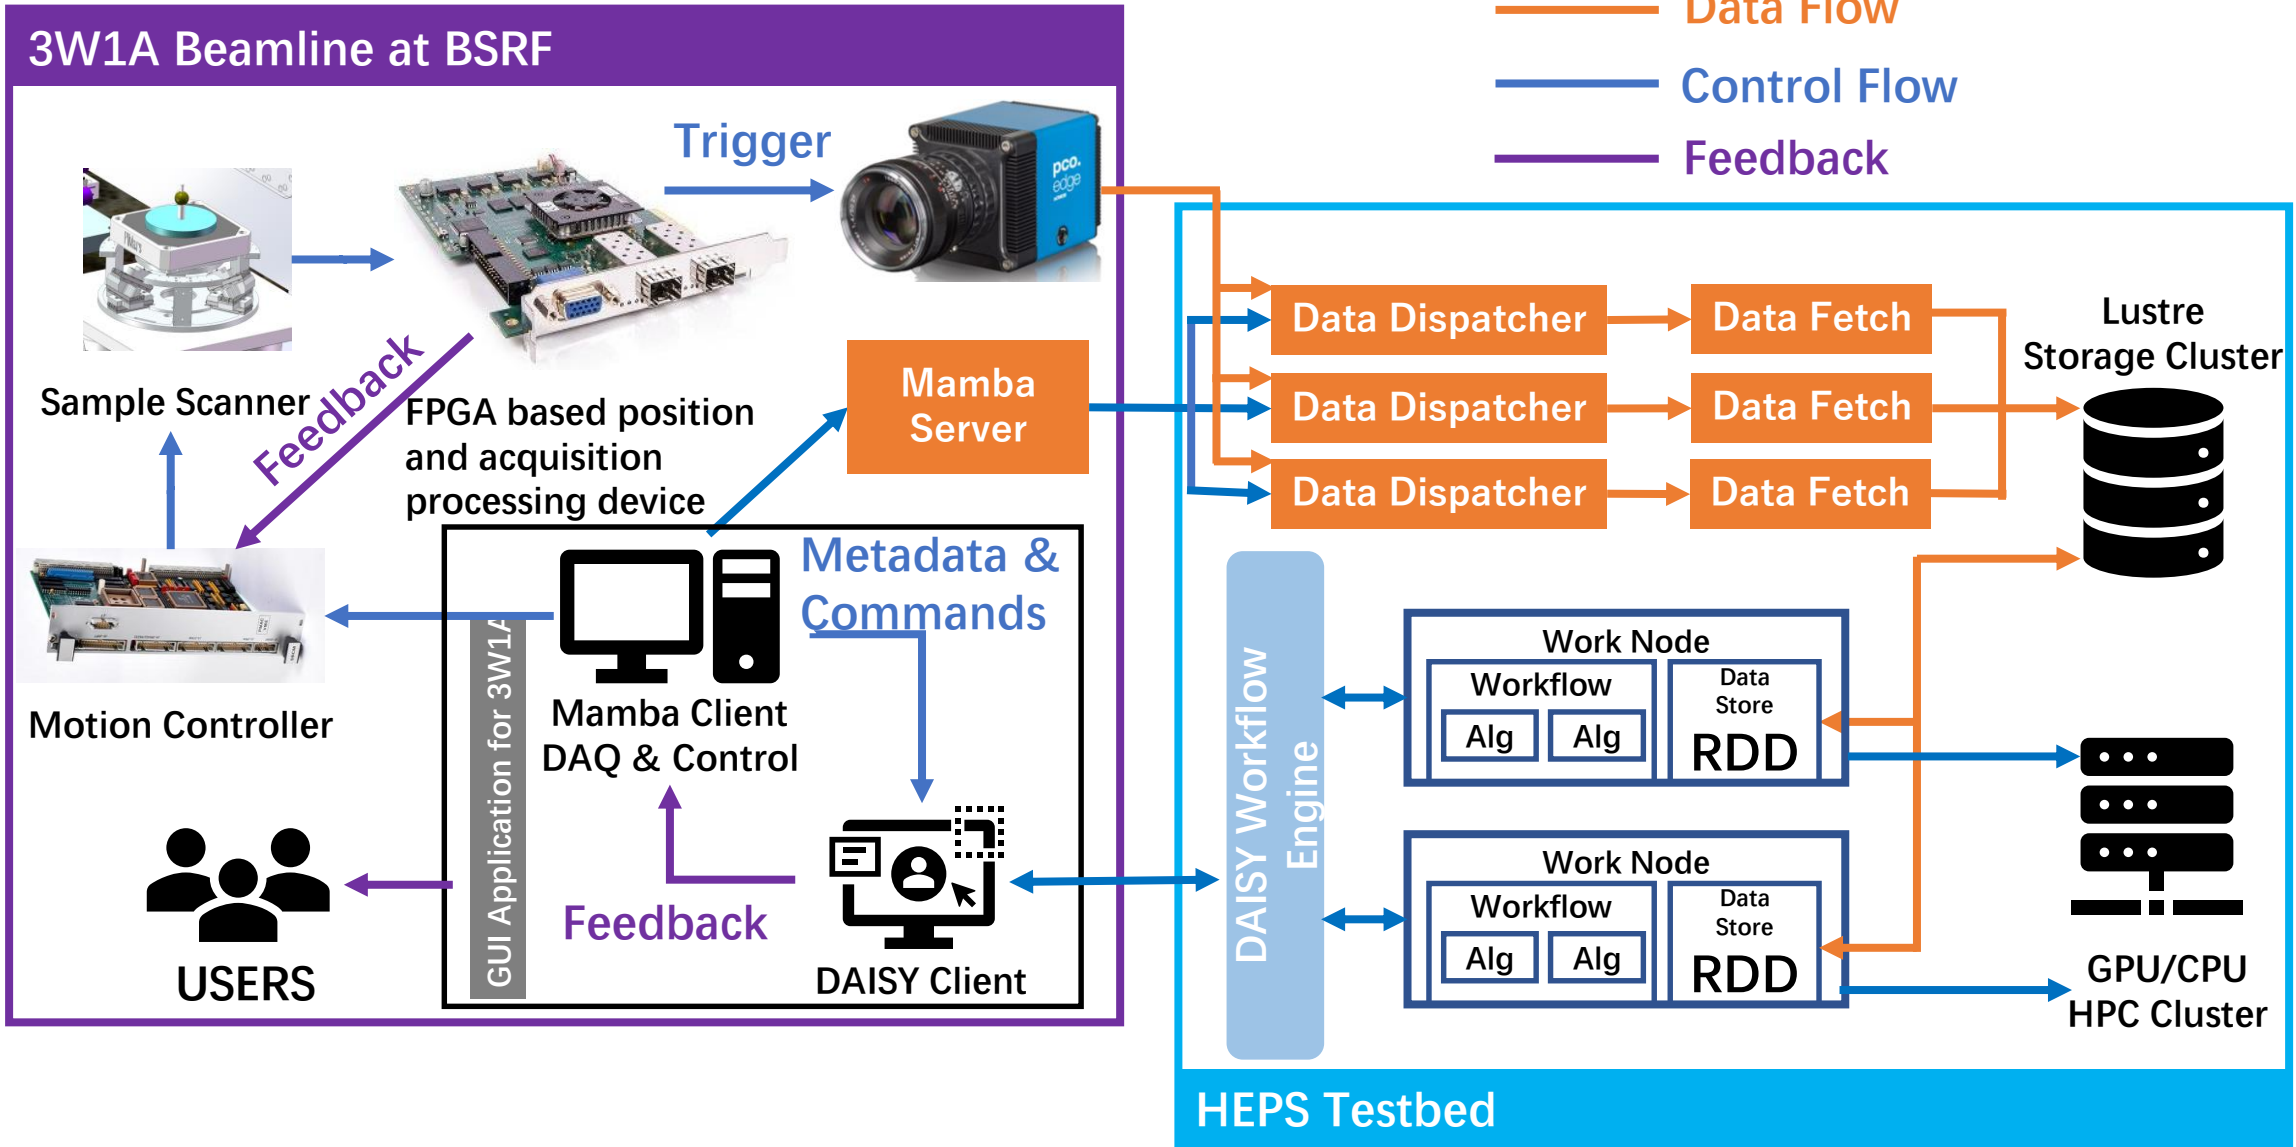 Data Flow
Control Flow
Feedback
3W1A Beamline at BSRF
Trigger
pco.
edge
Sample Scanner
Feedback
FPGA based position
and acquisition
processing device
Mamba
Server
Motion Controller
USERS
GUI Application for 3W1A
Metadata &
Commands
Mamba Client
DAQ & Control
Feedback
DAISY Client
Data Dispatcher
Data Fetch
Data Dispatcher
Data Fetch
Data Dispatcher
Data Fetch
Lustre
Storage Cluster
DAISY Workflow
Engine
Work Node
Workflow
Alg
Alg
Data
Store
RDD
Work Node
Workflow
Alg
Alg
Data
Store
RDD
GPU/CPU
HPC Cluster
HEPS Testbed